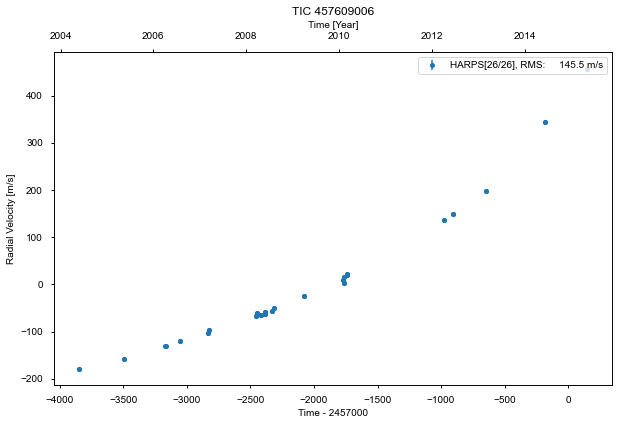 TIC 457609006
Time [Year]
2004 2006 2008 2010 2012 2014
HARPS[26/26], RMS: 145.5 m/s
400
300
200
100
0
−100
−200
Radial Velocity [m/s]
−4000 −3500 −3000 −2500 −2000 −1500 −1000 −500 0
Time - 2457000